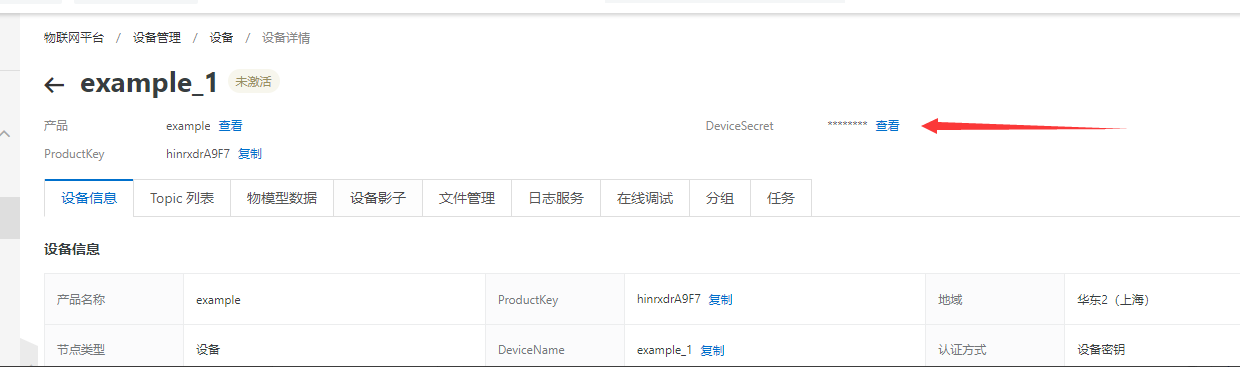 物联网平台 / 设备管理 / 设备 / 设备详情
← example_1 未激活
产品 example 查看 DeviceSecret ******** 查看
ProductKey hinrxdrA9F7 复制
设备信息 Topic 列表 物模型数据 设备影子 文件管理 日志服务 在线调试 分组 任务
设备信息
产品名称 example ProductKey hinrxdrA9F7 复制 地域 华东2（上海）
节点类型 设备 DeviceName example_1 复制 认证方式 设备密钥